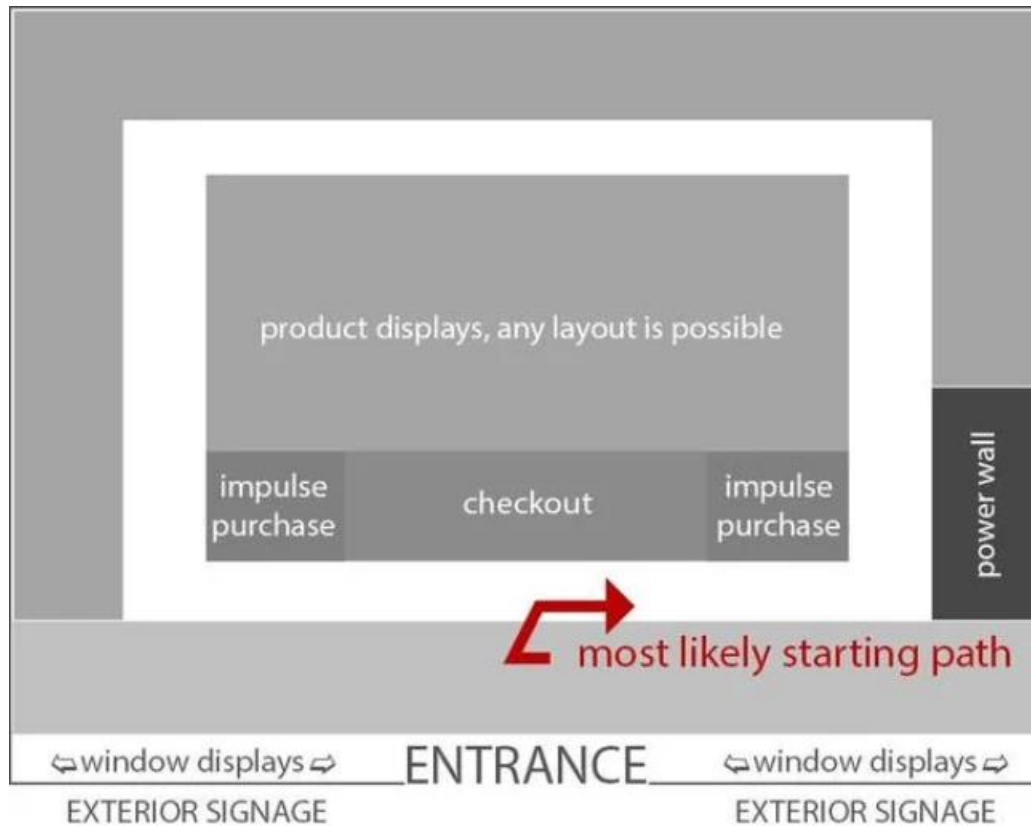 product displays, any layout is possible
impulse
purchase
checkout
impulse
purchase
power wall
most likely starting path
window displays
ENTRANCE
window displays
EXTERIOR SIGNAGE
EXTERIOR SIGNAGE